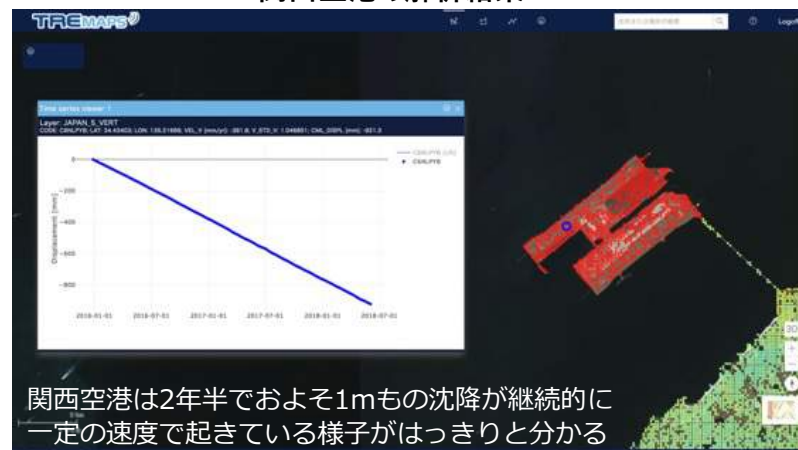 TREMAPS
Logoff
Time series viewer 1
Layer: JAPAN_S_VERT
0
-200
-400
-600
-800
Displacement [mm]
2016-01-01 2016-07-01 2017-01-01 2017-07-01 2018-01-01 2018-07-01
3D
関西空港は2年半でおよそ1mもの沈降が継続的に
一定の速度で起きている様子がはっきりと分かる